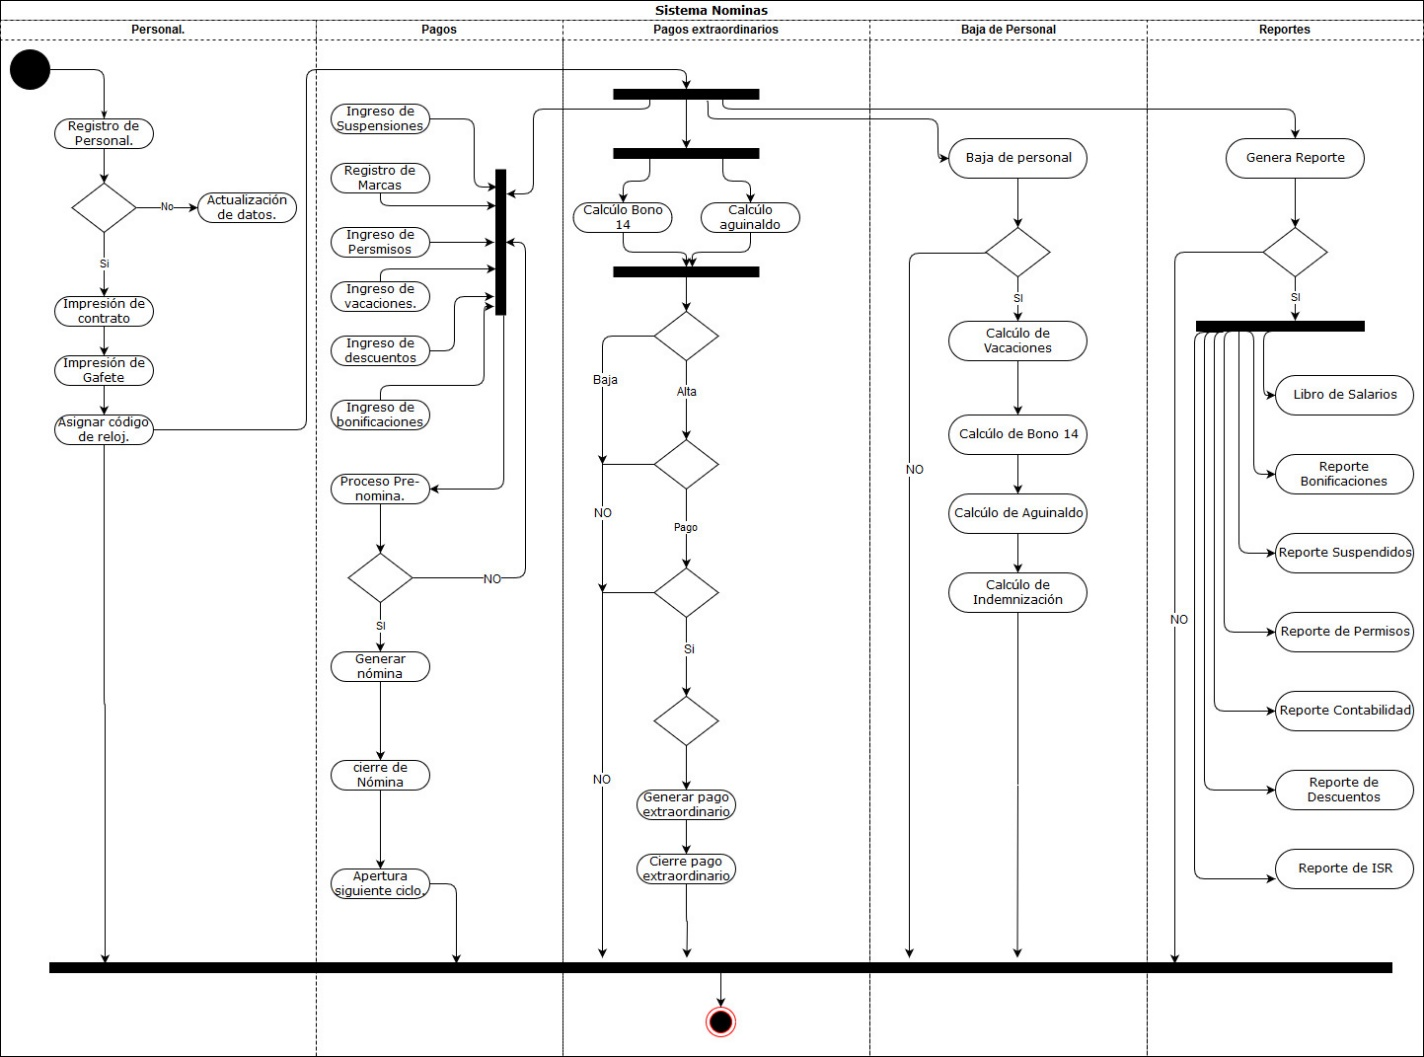 Sistema Nominas
Personal.
Pagos
Pagos extraordinarios
Baja de Personal
Reportes
Registro de
Personal.
No
Actualización
de datos.
Si
Impresión de
contrato
Impresión de
Gafete
Asignar código
de reloj.
Ingreso de
Suspensiones
Registro de
Marcas
Ingreso de
Persmisos
Ingreso de
vacaciones.
Ingreso de
descuentos
Ingreso de
bonificaciones
Proceso Pre-
nomina.
NO
SI
Generar
nómina
cierre de
Nómina
Apertura
siguiente ciclo.
Calcúlo Bono
14
Calcúlo
aguinaldo
Baja
Alta
NO
Pago
Si
NO
Generar pago
extraordinario
Cierre pago
extraordinario
Baja de personal
SI
NO
Calcúlo de
Vacaciones
Calcúlo de Bono 14
Calcúlo de Aguinaldo
Calcúlo de
Indemnización
Genera Reporte
SI
NO
Libro de Salarios
Reporte
Bonificaciones
Reporte Suspendidos
Reporte de Permisos
Reporte Contabilidad
Reporte de
Descuentos
Reporte de ISR